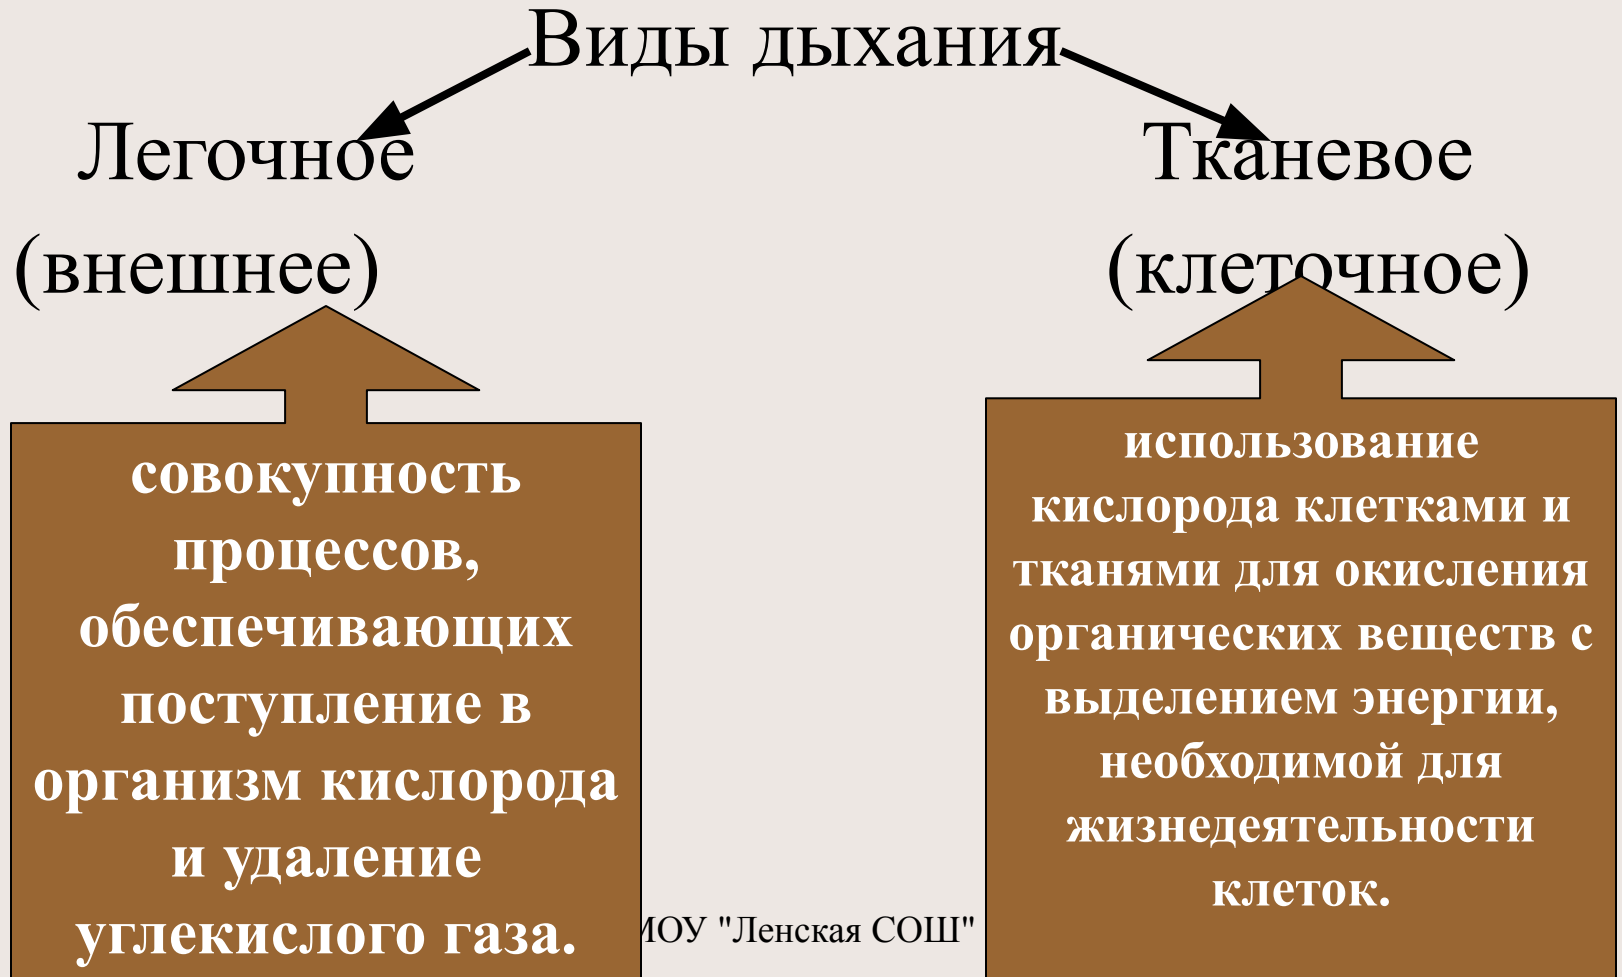 Виды дыхания
Легочное
(внешнее)
Тканевое
(клеточное)
совокупность
процессов,
обеспечивающих
поступление в
организм кислорода
и удаление
углекислого газа.
использование
кислорода клетками и
тканями для окисления
органических веществ с
выделением энергии,
необходимой для
жизнедеятельности
клеток.
МОУ "Ленская СОШ"